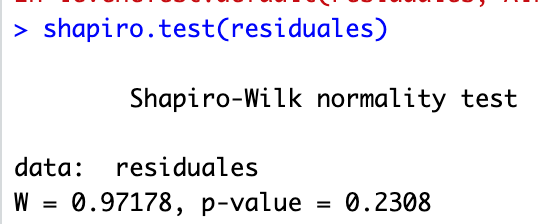 > shapiro.test(residuales)
Shapiro-Wilk normality test
data:  residuales
W = 0.97178, p-value = 0.2308